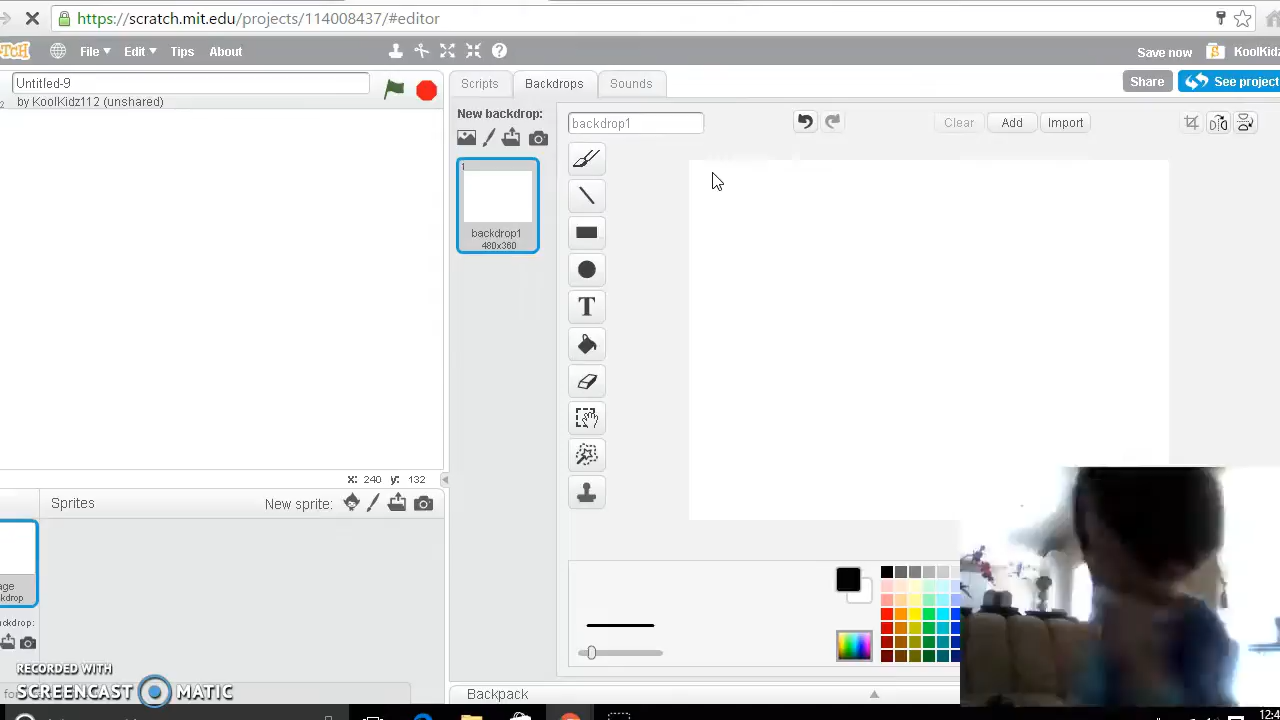 https://scratch.mit.edu/projects/114008437/#editor
File Edit Tips About
Save now
Untitled-9
by KoolKidz112 (unshared)
Scripts Backdrops Sounds
Share
New backdrop:
backdrop1
Clear Add Import
1
backdrop1
480x360
x: 240 y: 132
Sprites
New sprite:
RECORDED WITH
SCREENCAST MATIC
Backpack